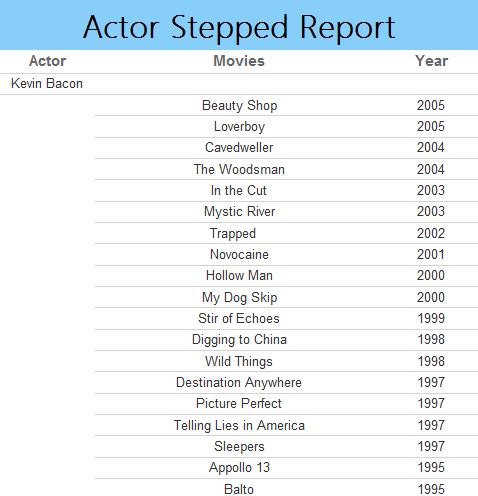 Actor Stepped Report
Actor Movies Year
Kevin Bacon
Beauty Shop 2005
Loverboy 2005
Cavedweller 2004
The Woodsman 2004
In the Cut 2003
Mystic River 2003
Trapped 2002
Novocaine 2001
Hollow Man 2000
My Dog Skip 2000
Stir of Echoes 1999
Digging to China 1998
Wild Things 1998
Destination Anywhere 1997
Picture Perfect 1997
Telling Lies in America 1997
Sleepers 1997
Appollo 13 1995
Balto 1995